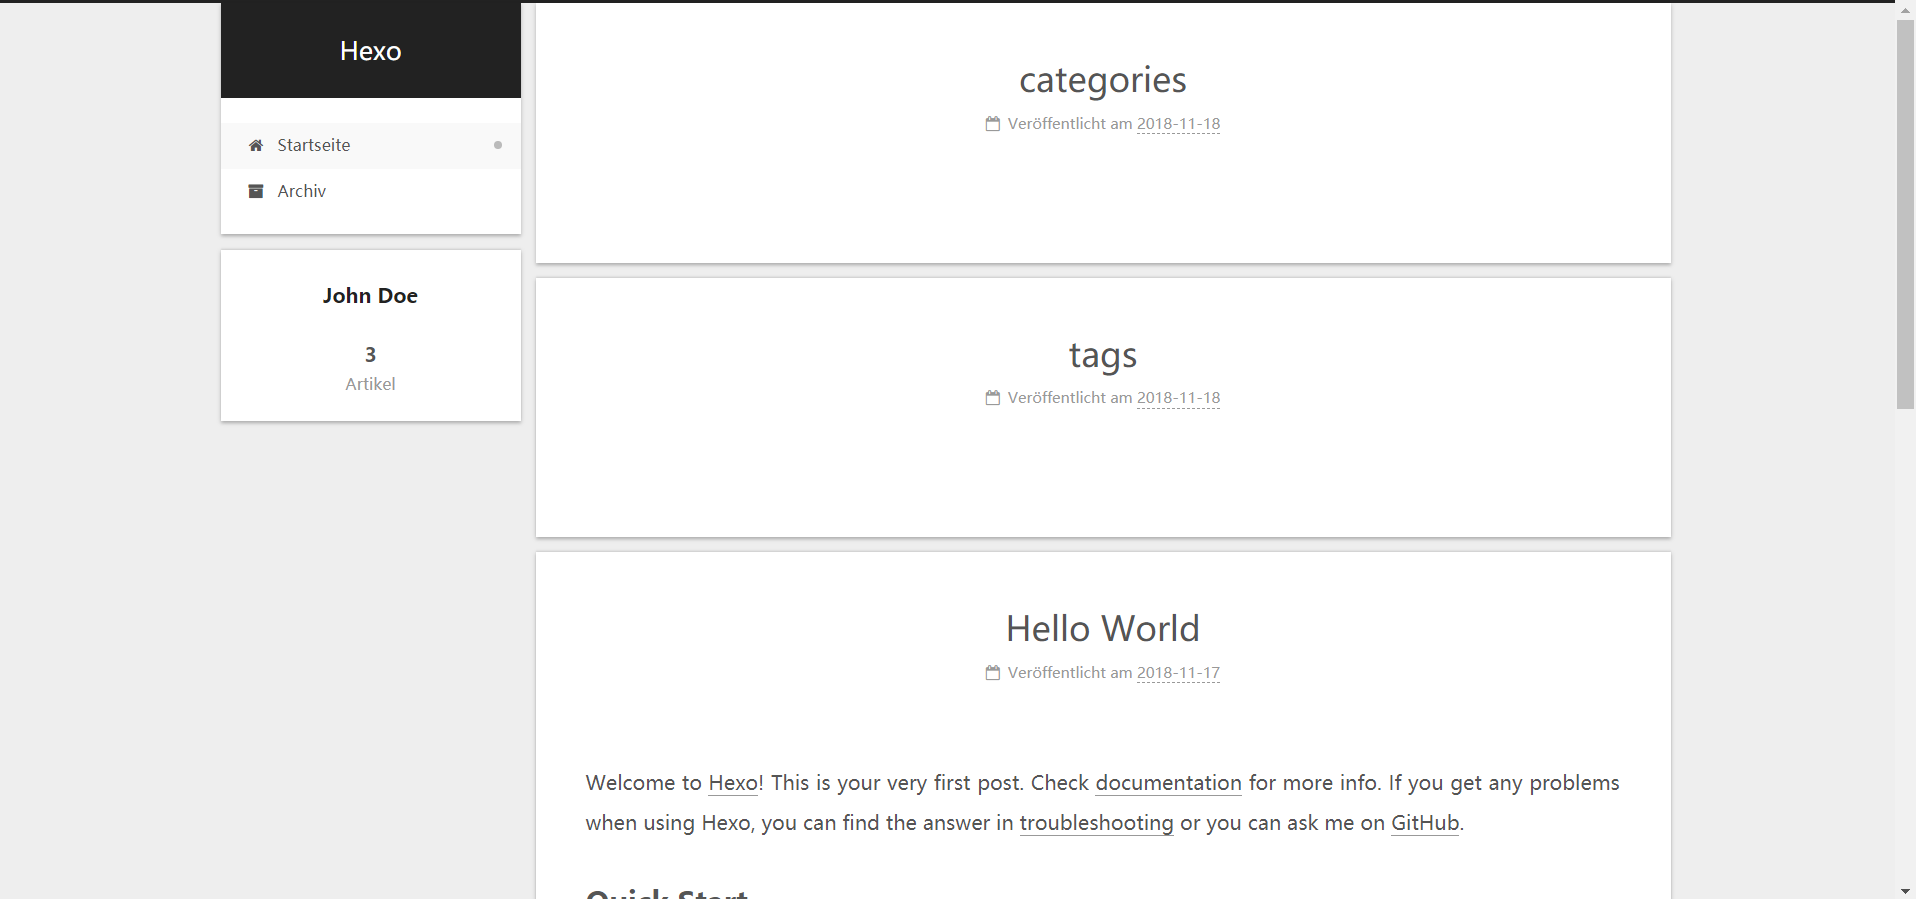 Hexo
Startseite
Archiv
John Doe
3
Artikel
categories
Veröffentlicht am 2018-11-18
tags
Veröffentlicht am 2018-11-18
Hello World
Veröffentlicht am 2018-11-17
Welcome to Hexo! This is your very first post. Check documentation for more info. If you get any problems
when using Hexo, you can find the answer in troubleshooting or you can ask me on GitHub.
Quick Start